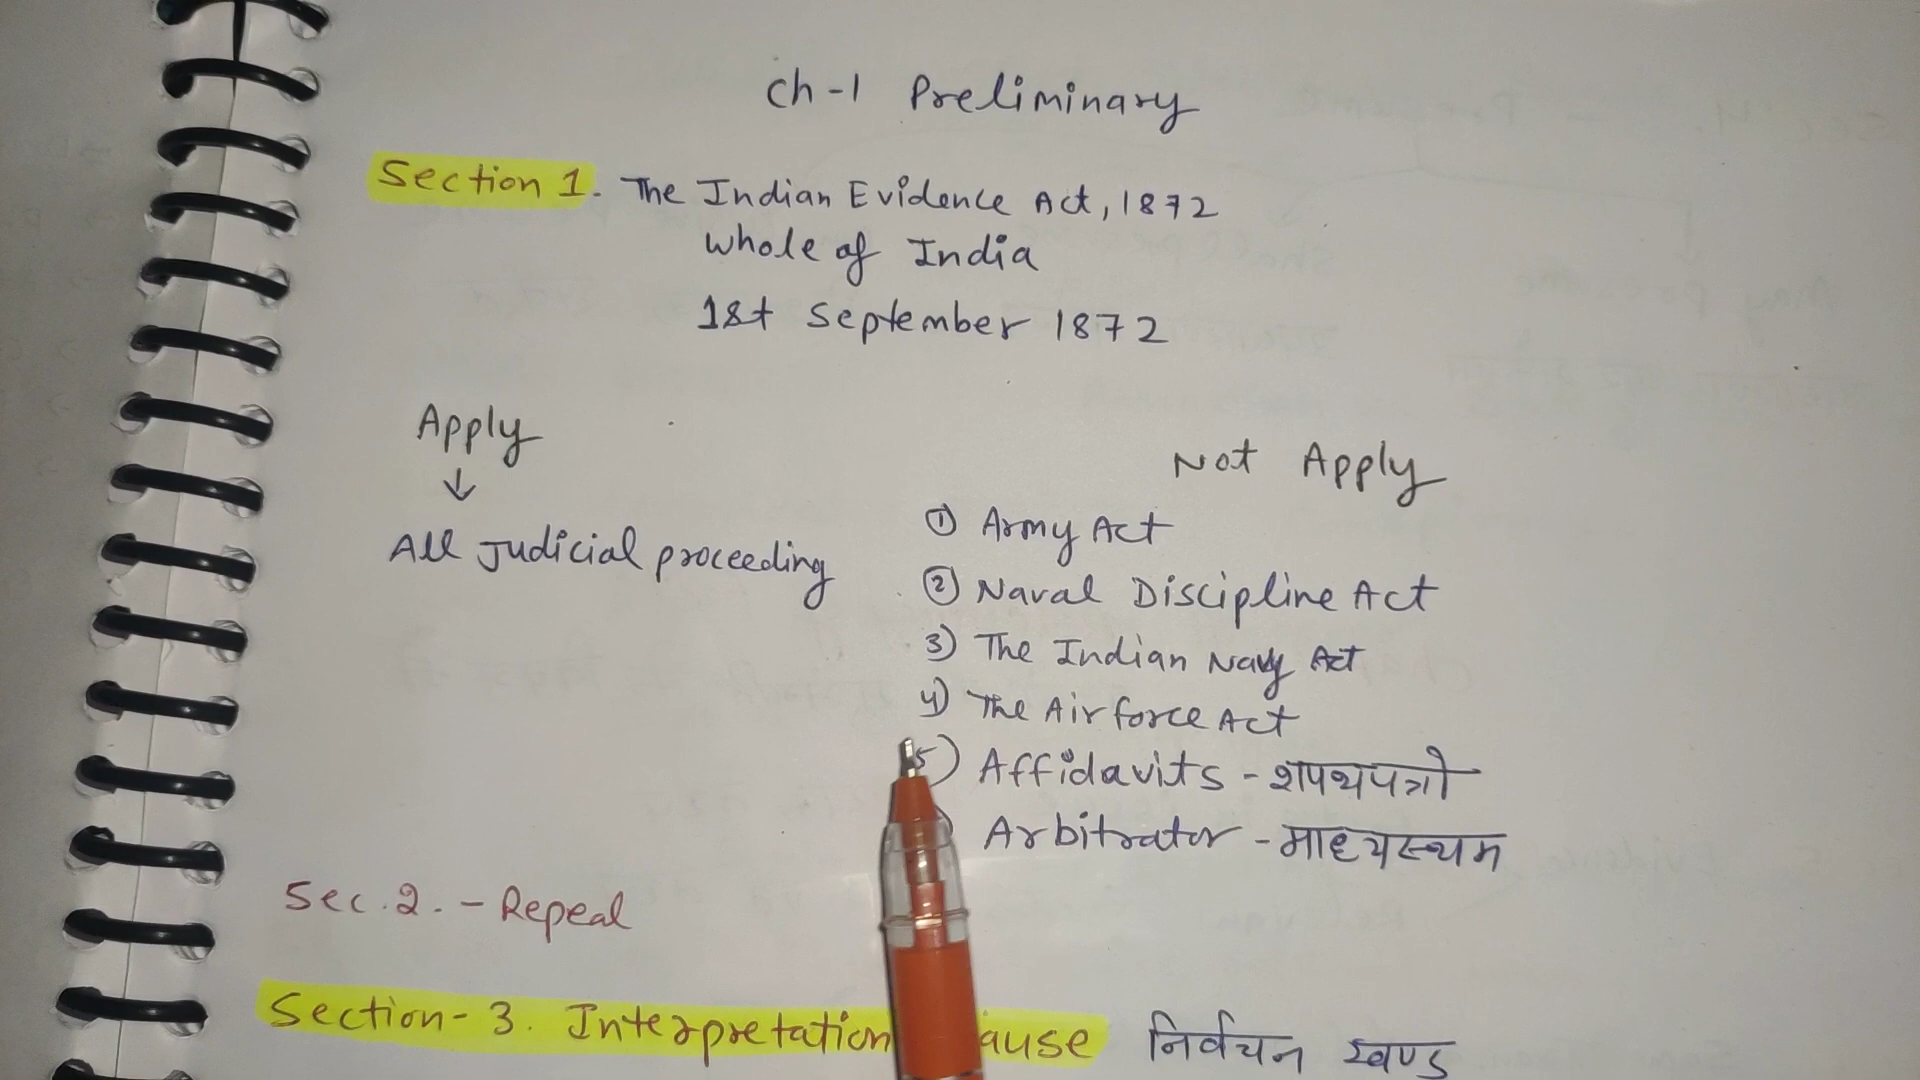 Ch-1 Preliminary
Section 1. The Indian Evidence Act, 1872
Whole of India
1st September 1872
Apply
↓
All Judicial proceeding
Not Apply
① Army Act
② Naval Discipline Act
3) The Indian Navy Act
4) The Airforce Act
5) Affidavits - शपथपत्रो
Arbitrator - माध्यस्थम
Sec. 2. - Repeal
Section - 3. Interpretation ause निर्वचन खण्ड